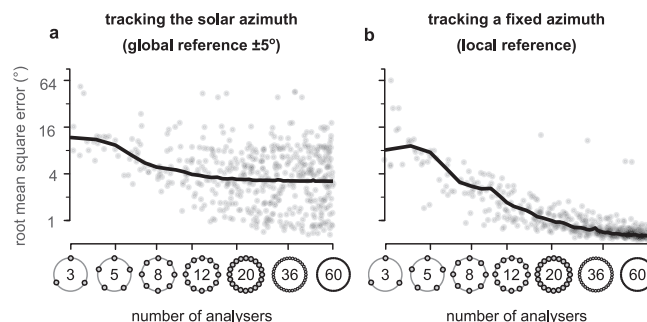 tracking the solar azimuth
(global reference ±5°)
tracking a fixed azimuth
(local reference)
a
b
root mean square error (°)
64
16
4
1
3 5 8 12 20 36 60
3 5 8 12 20 36 60
number of analysers
number of analysers